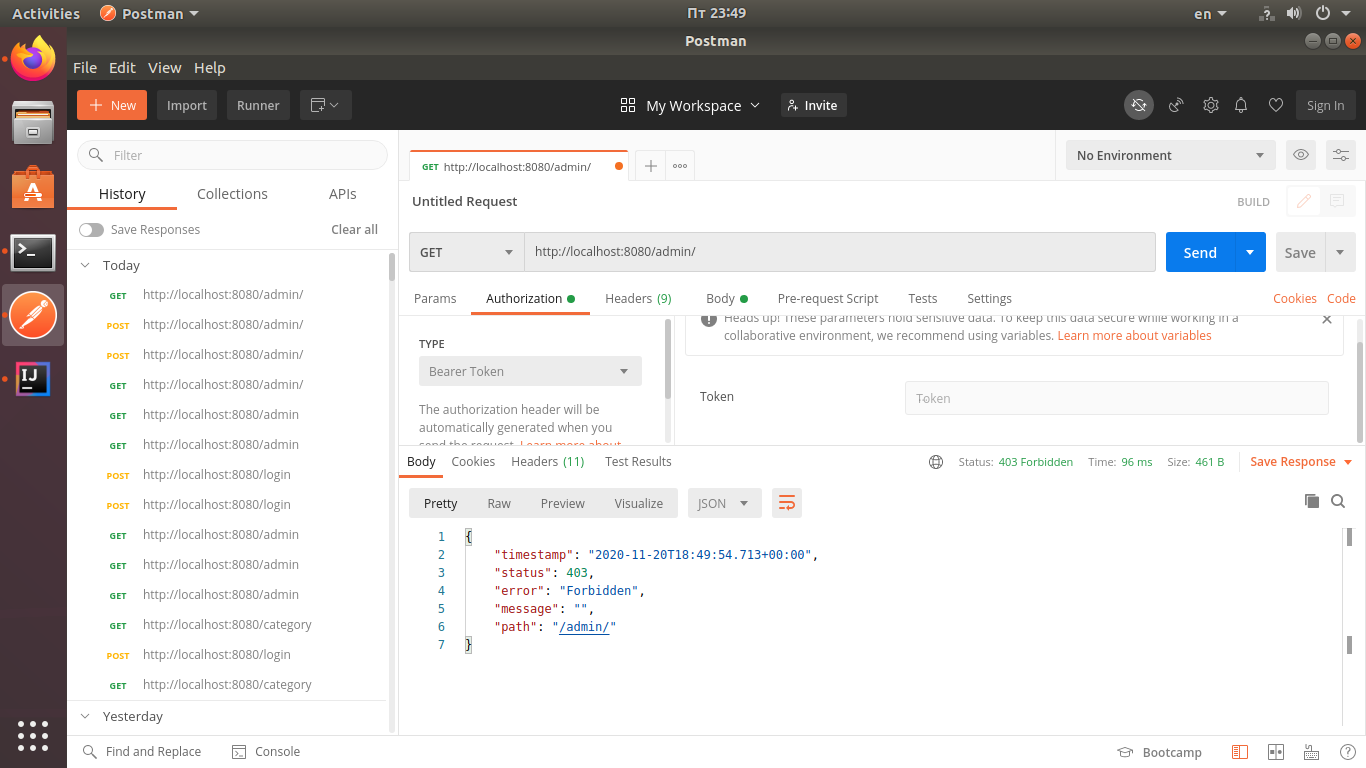 Activities
Postman
Пт 23:49
en
Postman
File Edit View Help
New
Import
Runner
My Workspace
Invite
Sign In
Filter
History
Collections
APIs
Save Responses
Clear all
Today
GET http://localhost:8080/admin/
POST http://localhost:8080/admin/
POST http://localhost:8080/admin/
GET http://localhost:8080/admin/
GET http://localhost:8080/admin
GET http://localhost:8080/admin
POST http://localhost:8080/login
POST http://localhost:8080/login
GET http://localhost:8080/admin
GET http://localhost:8080/admin
GET http://localhost:8080/admin
GET http://localhost:8080/category
POST http://localhost:8080/login
GET http://localhost:8080/category
Yesterday
GET http://localhost:8080/admin/
No Environment
Untitled Request
BUILD
GET
http://localhost:8080/admin/
Send
Save
Params
Authorization
Headers (9)
Body
Pre-request Script
Tests
Settings
Cookies
Code
TYPE
Bearer Token
The authorization header will be
automatically generated when you
send the request. Learn more about
Heads up! These parameters hold sensitive data. To keep this data secure while working in a
collaborative environment, we recommend using variables. Learn more about variables
Token
Token
Body
Cookies
Headers (11)
Test Results
Status: 403 Forbidden
Time: 96 ms
Size: 461 B
Save Response
Pretty
Raw
Preview
Visualize
JSON
1 {
2 "timestamp": "2020-11-20T18:49:54.713+00:00",
3 "status": 403,
4 "error": "Forbidden",
5 "message": "",
6 "path": "/admin/"
7 }
Find and Replace
Console
Bootcamp
IJ